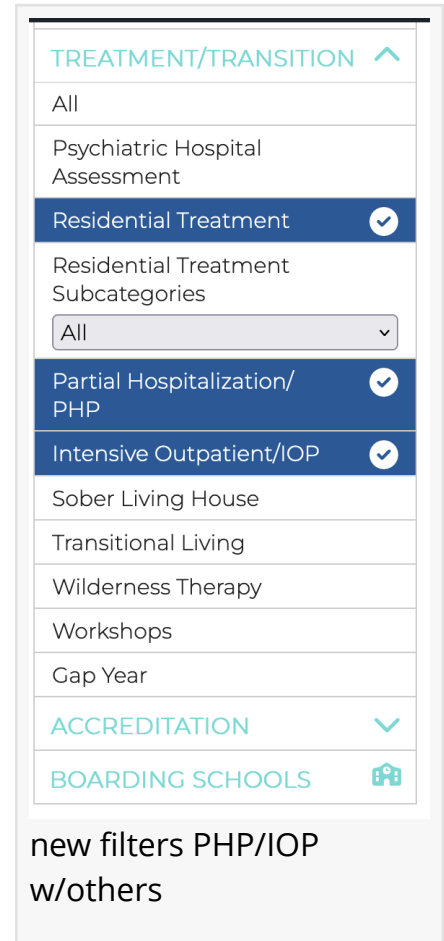 TREATMENT/TRANSITION
All
Psychiatric Hospital
Assessment
Residential Treatment
Residential Treatment
Subcategories
All
Partial Hospitalization/
PHP
Intensive Outpatient/IOP
Sober Living House
Transitional Living
Wilderness Therapy
Workshops
Gap Year
ACCREDITATION
BOARDING SCHOOLS
new filters PHP/IOP
w/others